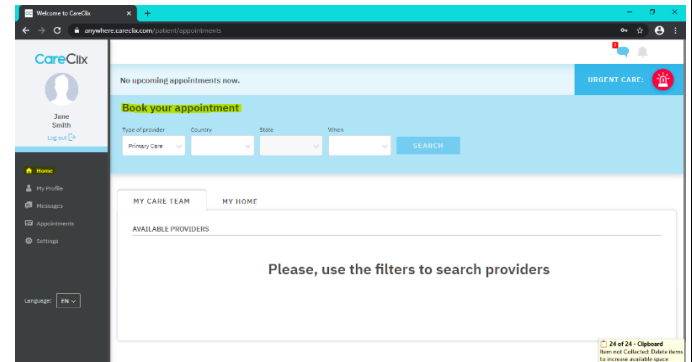 Welcome to CareClix
anywhere.careclix.com/patient/appointments
CareClix
Jane
Smith
Log out
Home
My Profile
Messages
Appointments
Settings
Language: EN
No upcoming appointments now.
URGENT CARE:
Book your appointment
Type of provider Country State When
Primary Care SEARCH
MY CARE TEAM MY HOME
AVAILABLE PROVIDERS
Please, use the filters to search providers
24 of 24 - Clipboard
Item not Collected: Delete items
to increase available space